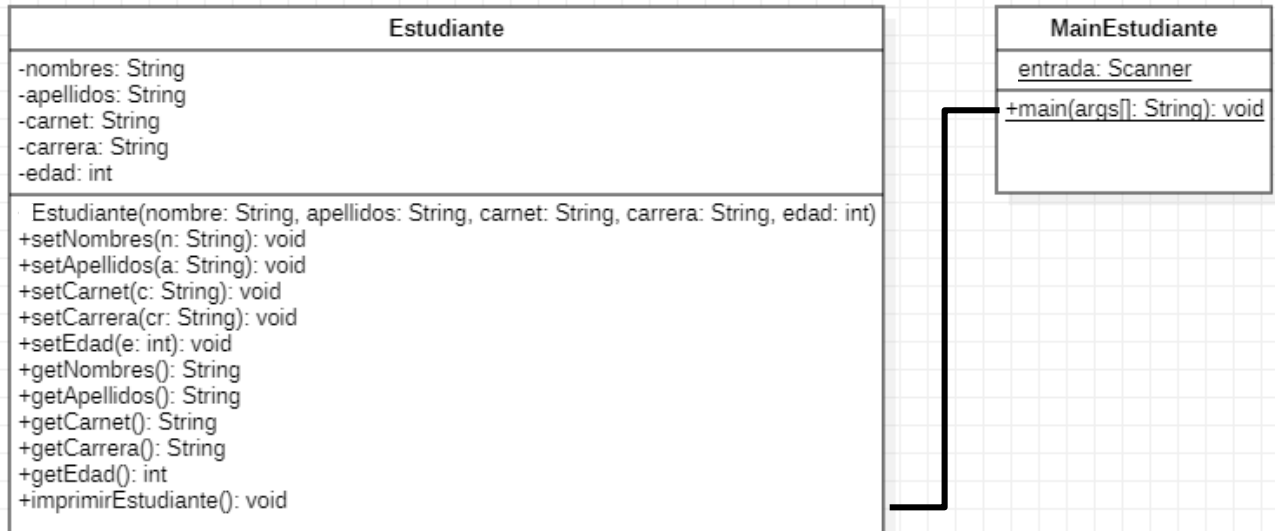 Estudiante
-nombres: String
-apellidos: String
-carnet: String
-carrera: String
-edad: int
Estudiante(nombre: String, apellidos: String, carnet: String, carrera: String, edad: int)
+setNombres(n: String): void
+setApellidos(a: String): void
+setCarnet(c: String): void
+setCarrera(cr: String): void
+setEdad(e: int): void
+getNombres(): String
+getApellidos(): String
+getCarnet(): String
+getCarrera(): String
+getEdad(): int
+imprimirEstudiante(): void
MainEstudiante
entrada: Scanner
+main(args[]: String): void